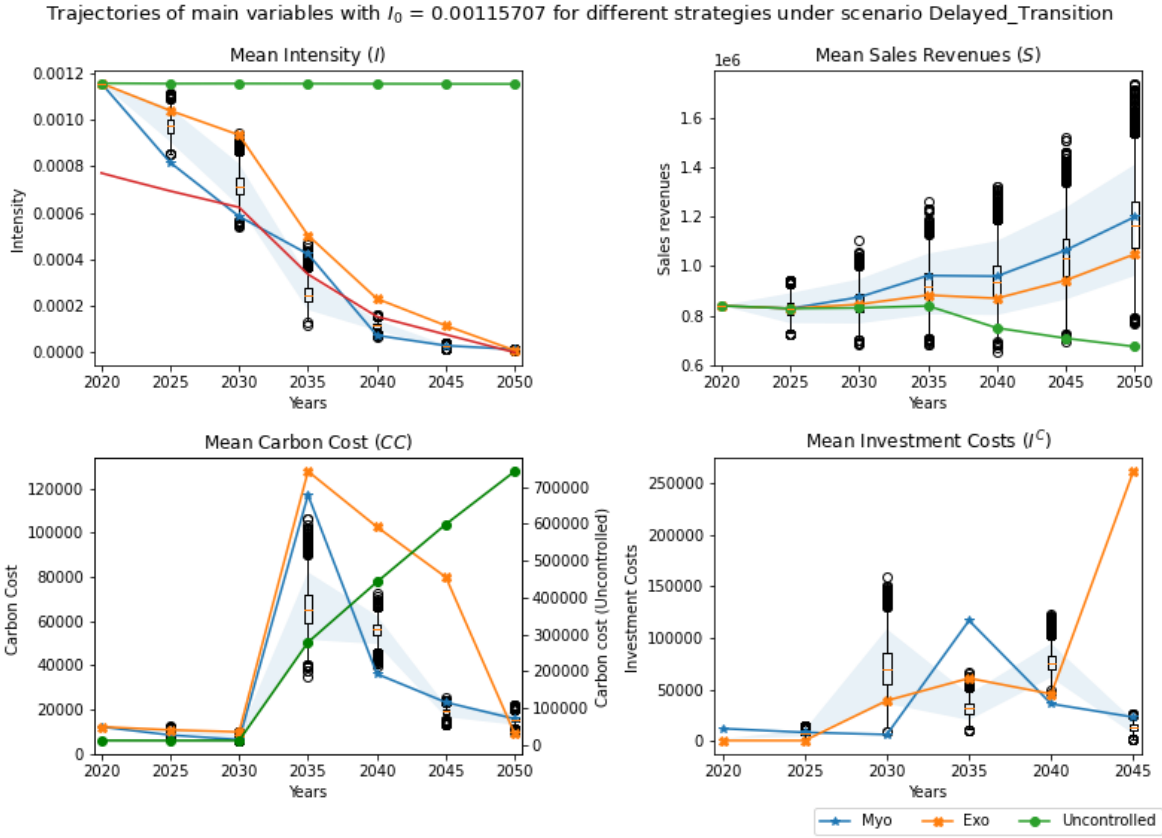 Trajectories of main variables with I₀ = 0.00115707 for different strategies under scenario Delayed_Transition
Mean Intensity (I)
0.0012
0.0010
0.0008
0.0006
0.0004
0.0002
0.0000
Intensity
2020 2025 2030 2035 2040 2045 2050
Years
Mean Sales Revenues (S)
1e6
1.6
1.4
1.2
1.0
0.8
0.6
Sales revenues
2020 2025 2030 2035 2040 2045 2050
Years
Mean Carbon Cost (CC)
120000
100000
80000
60000
40000
20000
0
Carbon Cost
700000
600000
500000
400000
300000
200000
100000
0
Carbon cost (Uncontrolled)
2020 2025 2030 2035 2040 2045 2050
Years
Mean Investment Costs (Iᶜ)
250000
200000
150000
100000
50000
0
Investment Costs
2020 2025 2030 2035 2040 2045
Years
Myo Exo Uncontrolled